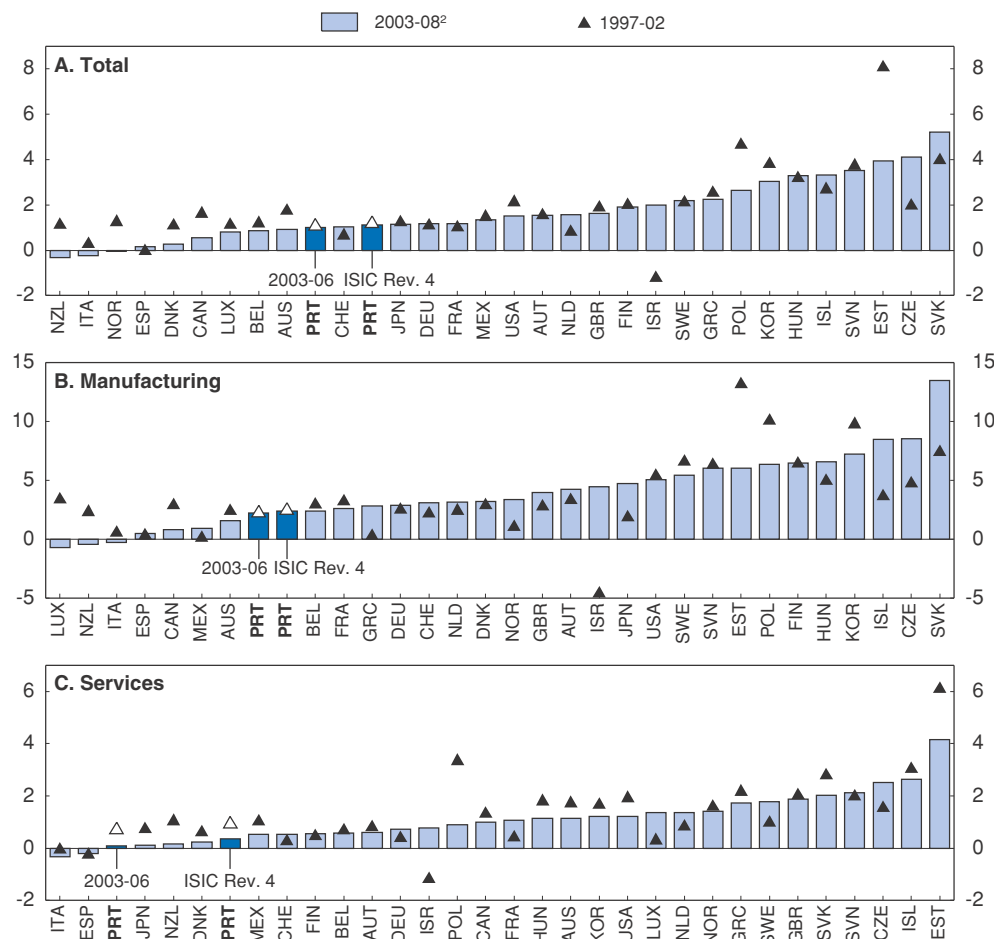 2003-08² 1997-02
A. Total
8 8
6 6
4 4
2 2
0 0
-2 -2
2003-06 ISIC Rev. 4
NZL ITA NOR ESP DNK CAN LUX BEL AUS PRT CHE PRT JPN DEU FRA MEX USA AUT NLD GBR FIN ISR SWE GRC POL KOR HUN ISL SVN EST CZE SVK
B. Manufacturing
15 15
10 10
5 5
0 0
-5 -5
2003-06 ISIC Rev. 4
LUX NZL ITA ESP CAN MEX AUS PRT PRT BEL FRA GRC DEU CHE NLD DNK NOR GBR AUT ISR JPN USA SWE SVN EST POL FIN HUN KOR ISL CZE SVK
C. Services
6 6
4 4
2 2
0 0
-2 -2
2003-06 ISIC Rev. 4
ITA ESP PRT JPN NZL DNK PRT MEX CHE FIN BEL AUT DEU ISR POL CAN FRA HUN AUS KOR USA LUX NLD NOR GRC SWE GBR SVK SVN CZE ISL EST